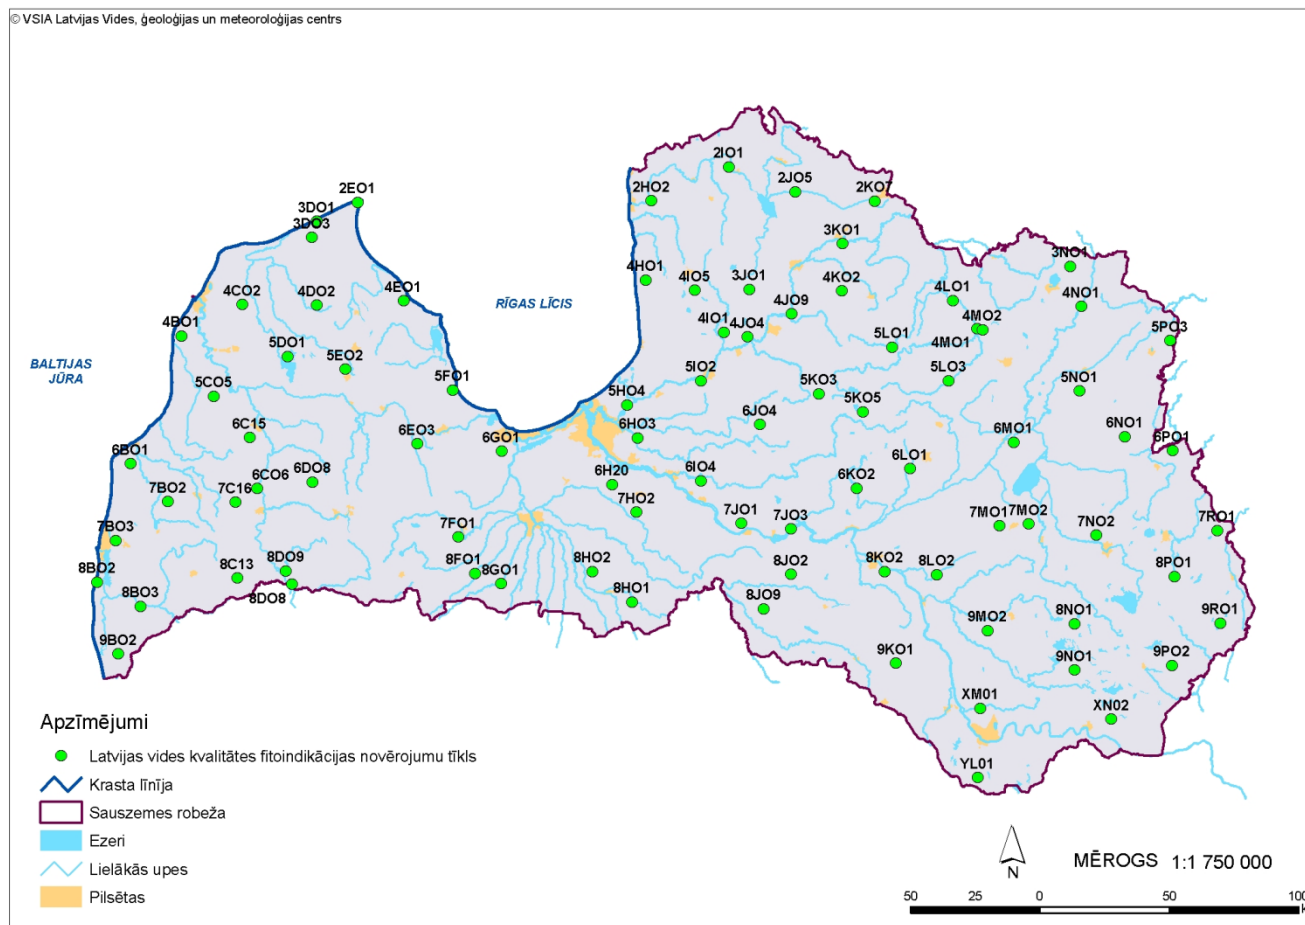 © VSIA Latvijas Vides, ģeoloģijas un meteoroloģijas centrs
2IO1
2JO5
2HO2
2KO7
2EO1
3DO1
3DO3
3KO1
3NO1
4HO1
4IO5
3JO1
4KO2
4LO1
4NO1
4CO2
4DO2
4EO1
RĪGAS LĪCIS
4JO9
4BO1
4IO1
4JO4
4MO2
4MO1
5PO3
5LO1
BALTIJAS
JŪRA
5DO1
5EO2
5FO1
5IO2
5LO3
5NO1
5CO5
5HO4
5KO3
5KO5
6C15
6EO3
6GO1
6HO3
6JO4
6MO1
6NO1
6PO1
6BO1
6CO6
6DO8
6H20
6IO4
6KO2
6LO1
7BO2
7C16
7HO2
7JO1
7JO3
7MO1
7MO2
7NO2
7RO1
7BO3
7FO1
8BO2
8C13
8DO9
8DO8
8FO1
8GO1
8HO2
8JO2
8KO2
8LO2
8PO1
8BO3
8HO1
8JO9
9MO2
8NO1
9RO1
9BO2
9KO1
9NO1
9PO2
XM01
XN02
YL01
Apzīmējumi
Latvijas vides kvalitātes fitoindikācijas novērojumu tīkls
Krasta līnija
Sauszemes robeža
Ezeri
Lielākās upes
Pilsētas
N
MĒROGS 1:1 750 000
50 25 0 50 100
k